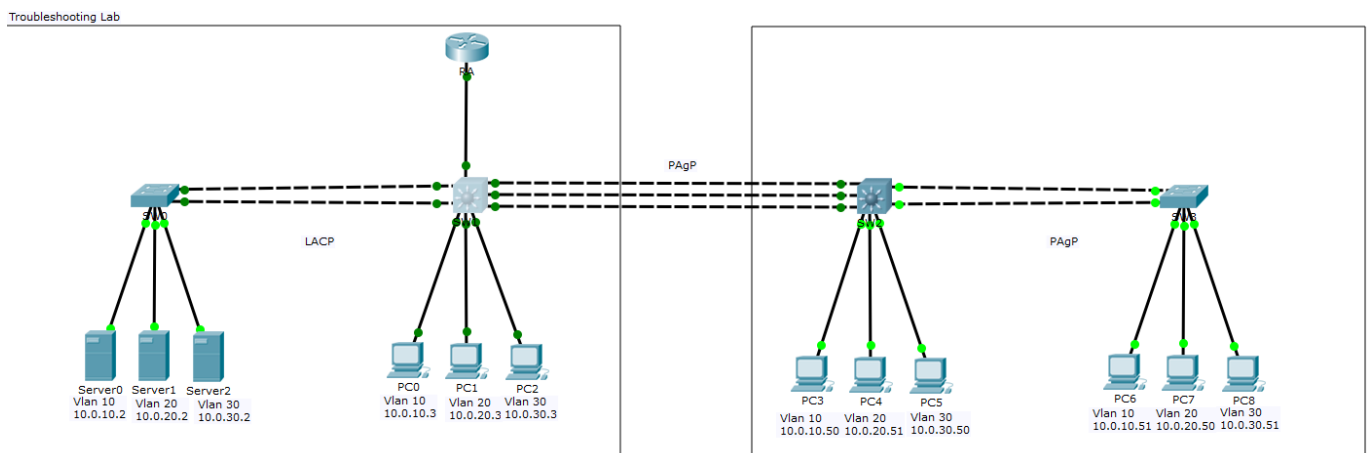 Troubleshooting Lab
RA
PAgP
SW0
SW2
SW3
LACP
PAgP
Server0
Vlan 10
10.0.10.2
Server1
Vlan 20
10.0.20.2
Server2
Vlan 30
10.0.30.2
PC0
Vlan 10
10.0.10.3
PC1
Vlan 20
10.0.20.3
PC2
Vlan 30
10.0.30.3
PC3
Vlan 10
10.0.10.50
PC4
Vlan 20
10.0.20.51
PC5
Vlan 30
10.0.30.50
PC6
Vlan 10
10.0.10.51
PC7
Vlan 20
10.0.20.50
PC8
Vlan 30
10.0.30.51